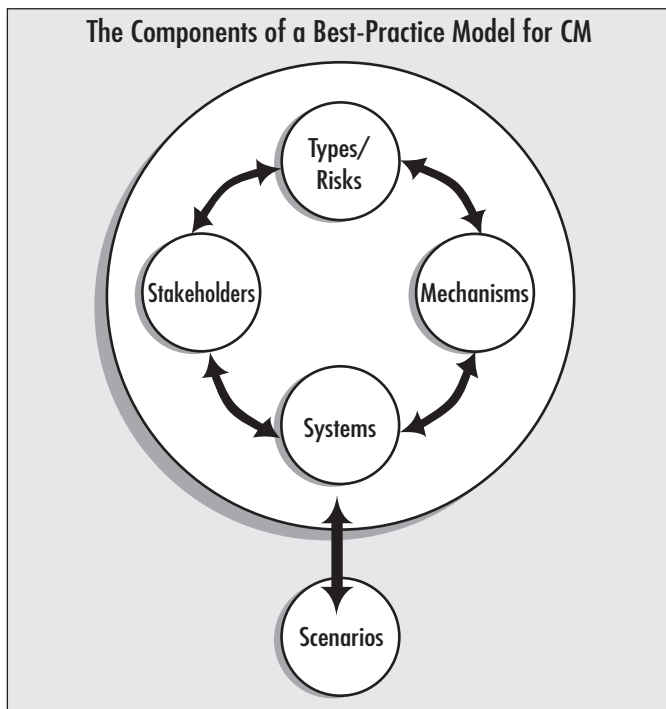 The Components of a Best-Practice Model for CM
Types/
Risks
Stakeholders
Mechanisms
Systems
Scenarios